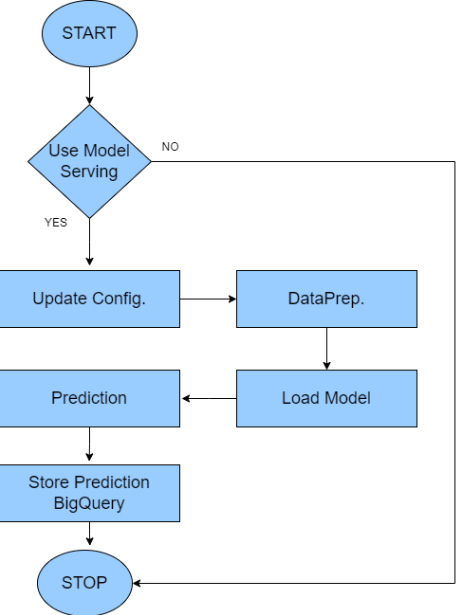 START
Use Model
Serving
NO
YES
Update Config.
DataPrep.
Load Model
Prediction
Store Prediction
BigQuery
STOP